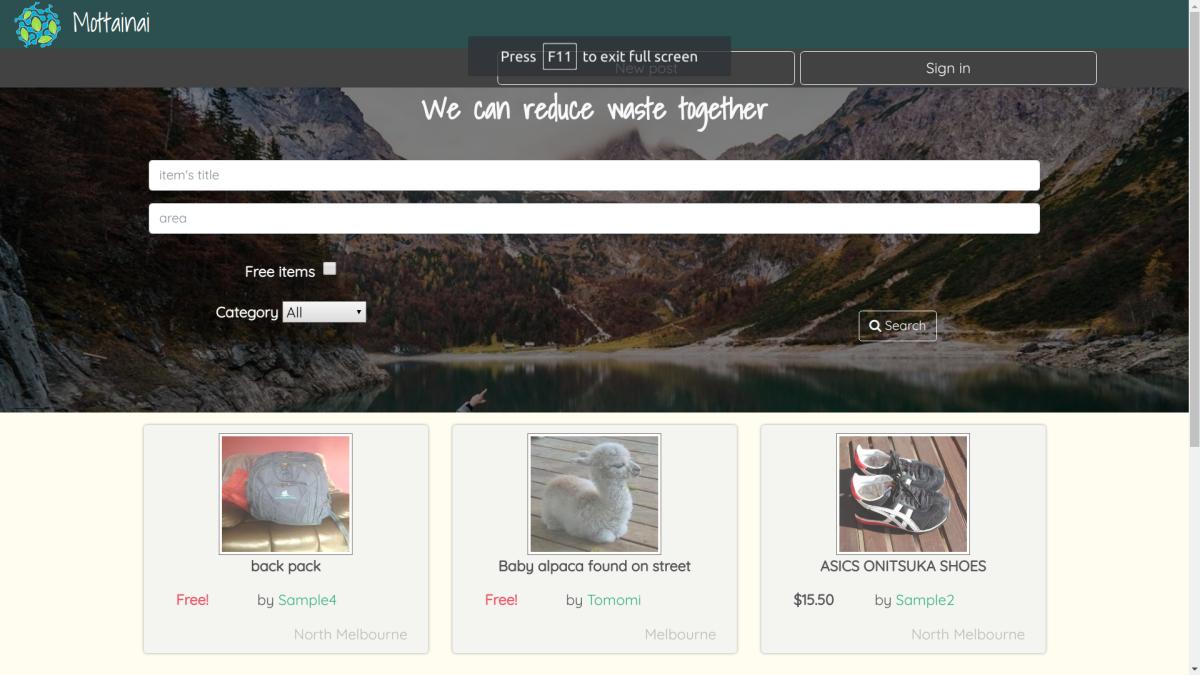 Mottainai
Press F11 to exit full screen
New post
Sign in
We can reduce waste together
item's title
area
Free items
Category All
Search
back pack
Free!
by Sample4
North Melbourne
Baby alpaca found on street
Free!
by Tomomi
Melbourne
ASICS ONITSUKA SHOES
$15.50
by Sample2
North Melbourne